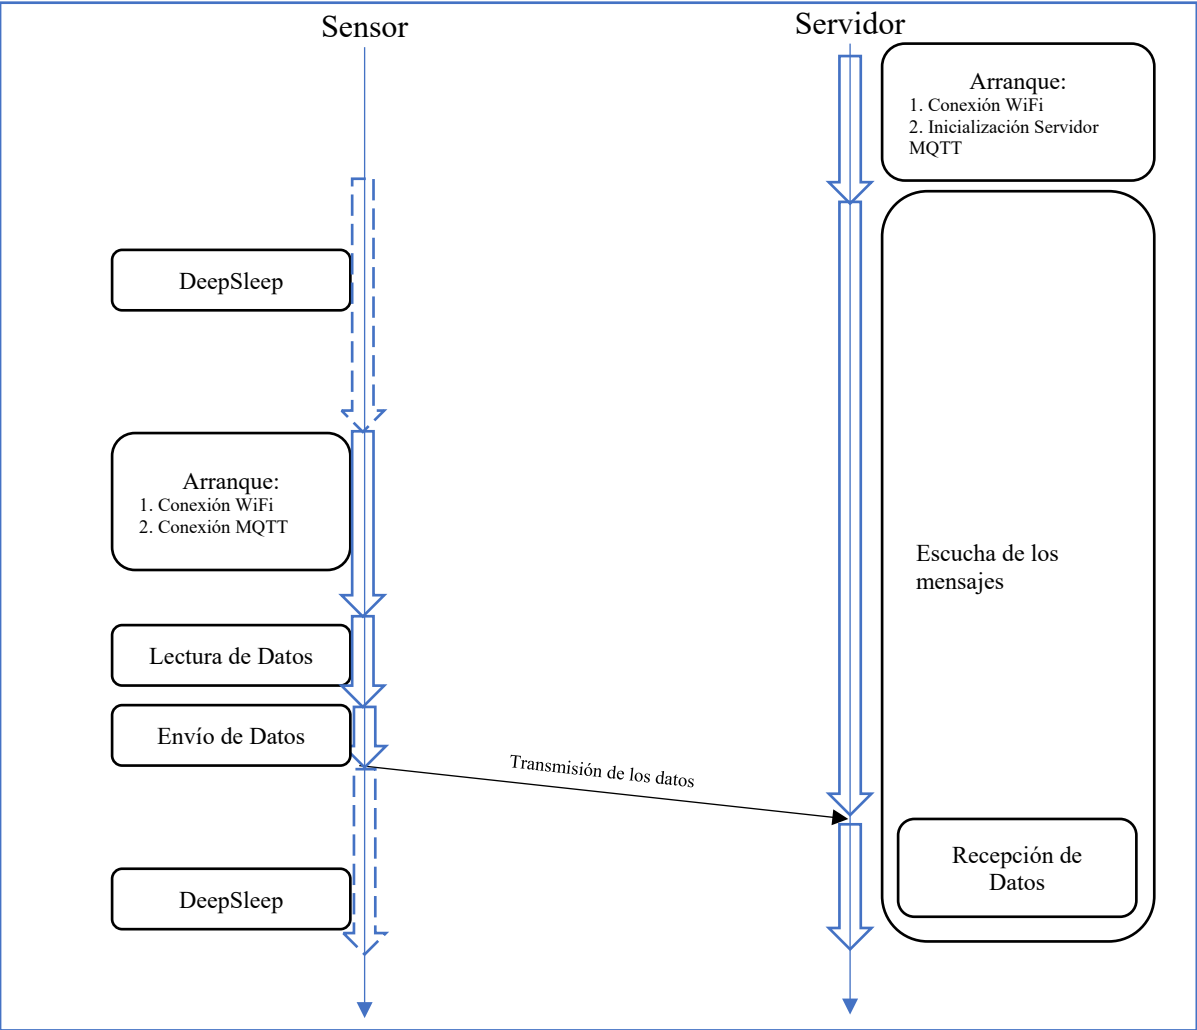 Sensor
Servidor
Arranque:
1. Conexión WiFi
2. Inicialización Servidor
MQTT
DeepSleep
Arranque:
1. Conexión WiFi
2. Conexión MQTT
Escucha de los
mensajes
Lectura de Datos
Envío de Datos
Transmisión de los datos
Recepción de
Datos
DeepSleep